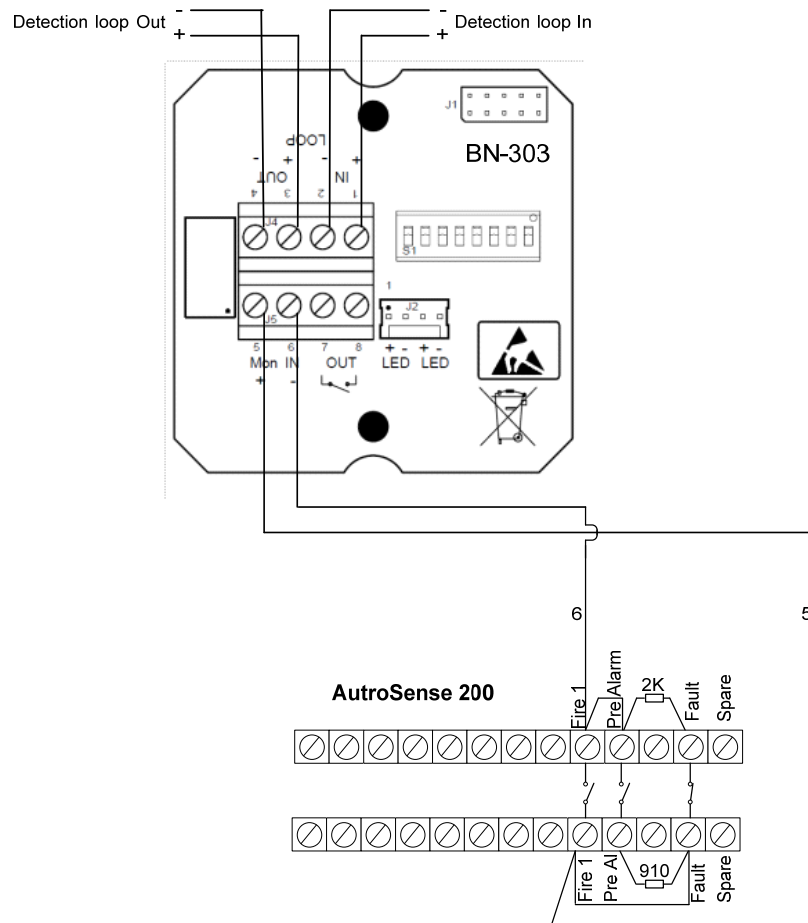 Detection loop Out
-
+
-
+
Detection loop In
J1
BN-303
LOOP
- + - +
OUT IN
4 3 2 1
J4
S1
1
J2
J5
5 6 7 8
+ - + -
Mon IN OUT LED LED
+ -
6
5
AutroSense 200
Fire 1
Pre Alarm
2K
Fault
Spare
Fire 1
Pre Al
910
Fault
Spare